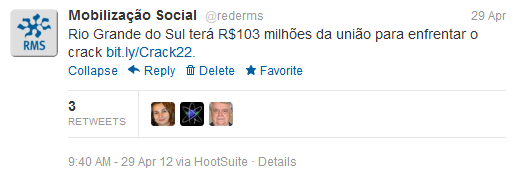 Mobilização Social @rederms 29 Apr
RMS
Rio Grande do Sul terá R$103 milhões da união para enfrentar o
crack bit.ly/Crack22.
Collapse Reply Delete Favorite
3
RETWEETS
9:40 AM - 29 Apr 12 via HootSuite · Details